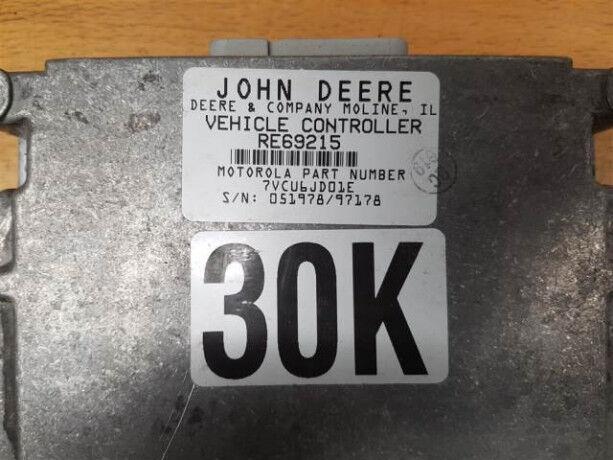 JOHN DEERE
DEERE & COMPANY MOLINE, IL
VEHICLE CONTROLLER
RE69215
MOTOROLA PART NUMBER
7VCU6JD01E
S/N: 051978/97178
30K